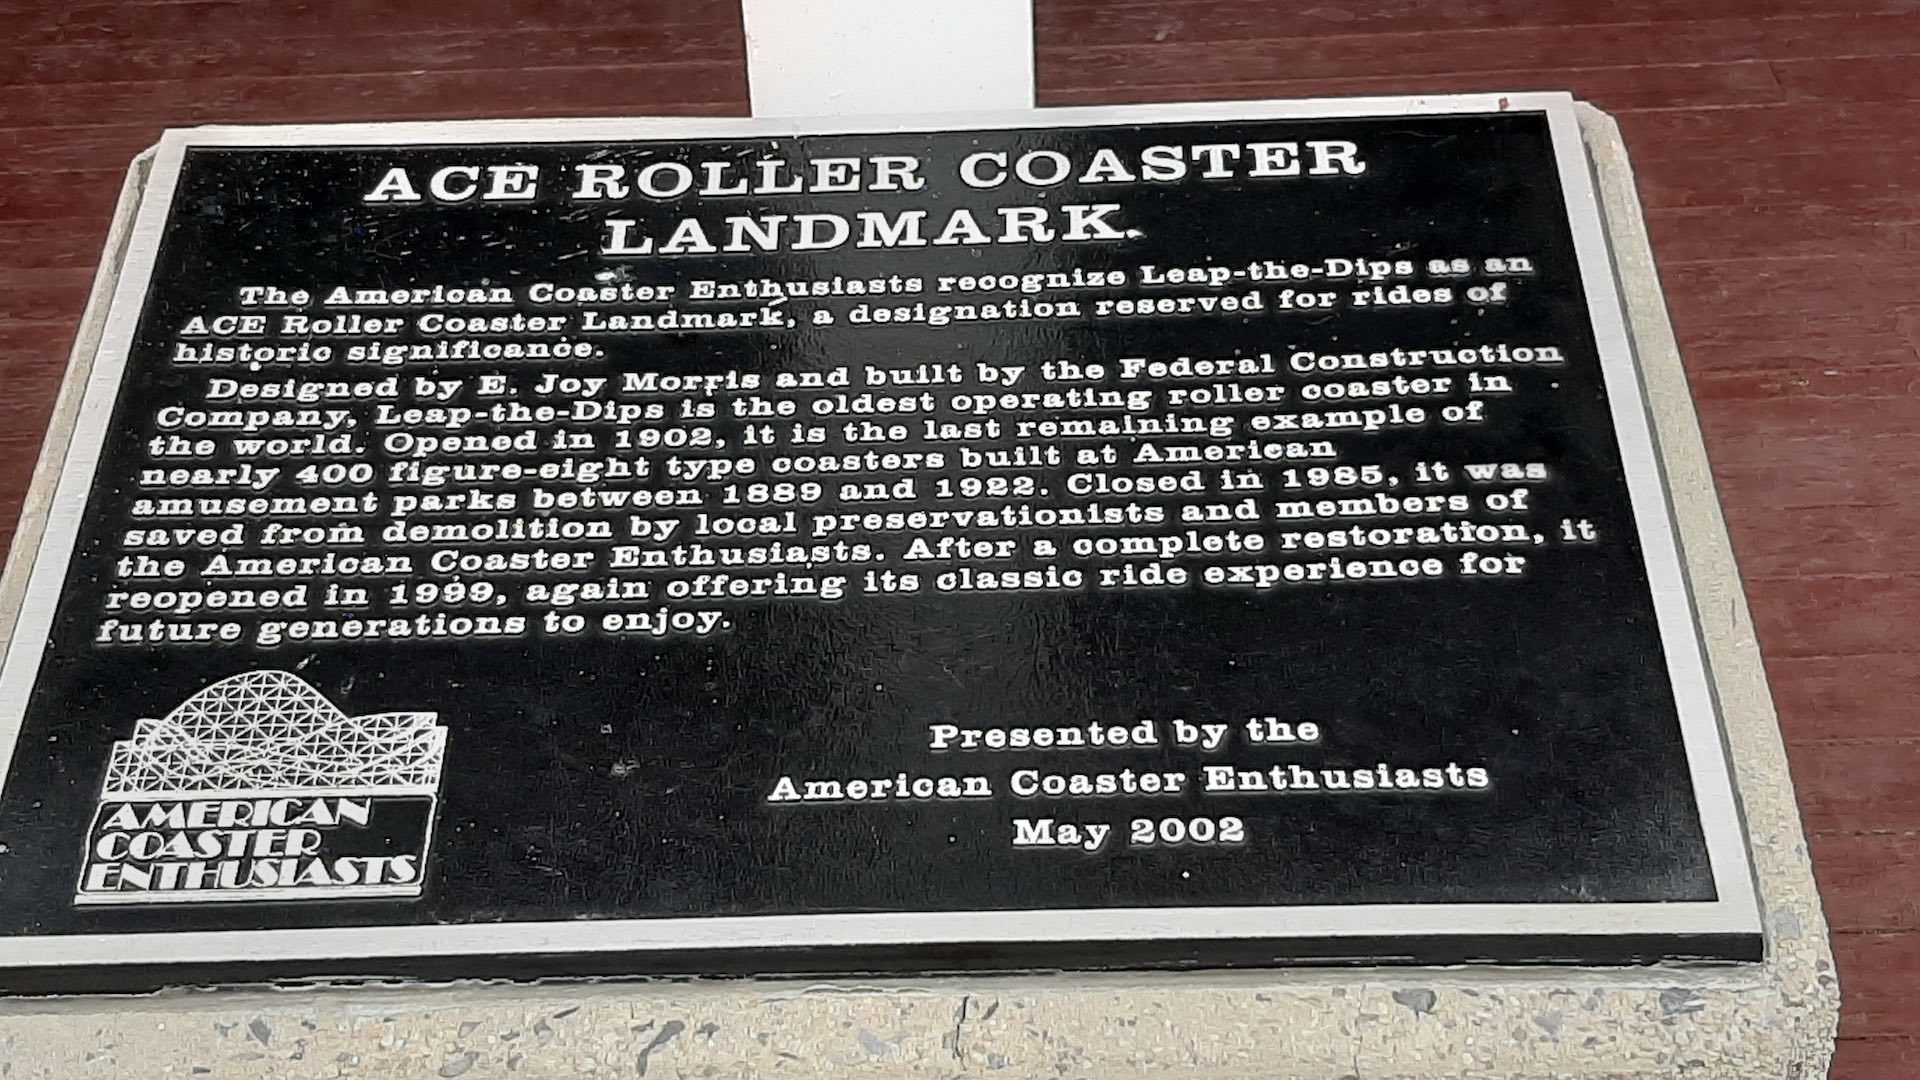 ACE ROLLER COASTER
LANDMARK.
The American Coaster Enthusiasts recognize Leap-the-Dips as an
ACE Roller Coaster Landmark, a designation reserved for rides of
historic significance.
Designed by E. Joy Morris and built by the Federal Construction
Company, Leap-the-Dips is the oldest operating roller coaster in
the world. Opened in 1902, it is the last remaining example of
nearly 400 figure-eight type coasters built at American
amusement parks between 1889 and 1922. Closed in 1985, it was
saved from demolition by local preservationists and members of
the American Coaster Enthusiasts. After a complete restoration, it
reopened in 1999, again offering its classic ride experience for
future generations to enjoy.
Presented by the
American Coaster Enthusiasts
May 2002
AMERICAN
COASTER
ENTHUSIASTS